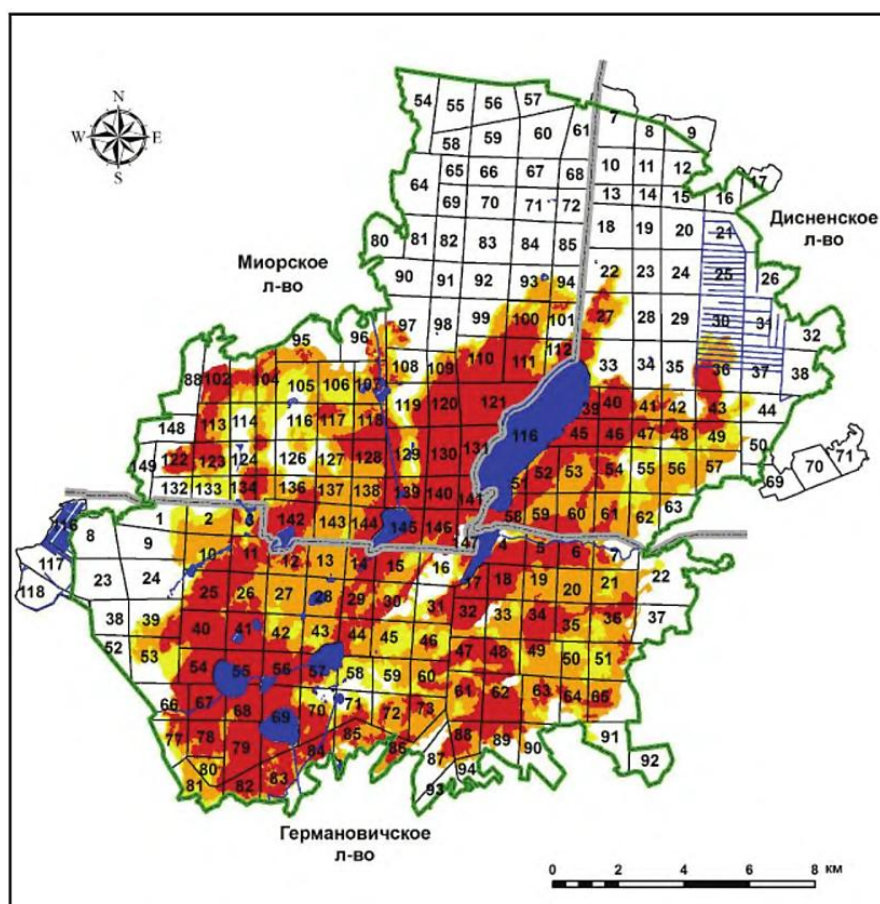 54 55 56 57
7
58 59 60 61 8 9
10 11 12
65 66 67 68 17
64 13 14 15 16
69 70 71 72
Дисненское
л-во
18 19 20 21
80 81 82 83 84 85
Миорское
л-во
90 91 92 93 94 22 23 24 25 26
95 96 97 98 99 100 101 27 28 29 30 31 32
88 102 104 105 106 107 108 109 110 111 112 33 34 35 36 37 38
148 113 114 116 117 118 119 120 121 39 40 41 42 43 44
149 122 123 124 126 127 128 129 130 131 116 45 46 47 48 49 50
132 133 134 136 137 138 139 140 141 51 52 53 54 55 56 57 69 70 71
116 8 1 2 3 142 143 144 145 146 147 58 59 60 61 62 63
117 9 10 11 12 13 14 15 16 4 5 6 7
118 23 24 25 26 27 28 29 30 31 17 18 19 20 21 22
38 39 40 41 42 43 44 45 46 32 33 34 35 36 37
52 53 54 55 56 57 58 59 60 47 48 49 50 51
66 67 68 69 70 71 72 73 61 62 63 64 65
77 78 79 84 85 86 87 88 89 90 91
80 81 82 83 93 94 92
Германовичское
л-во
N
W E
S
0 2 4 6 8 км